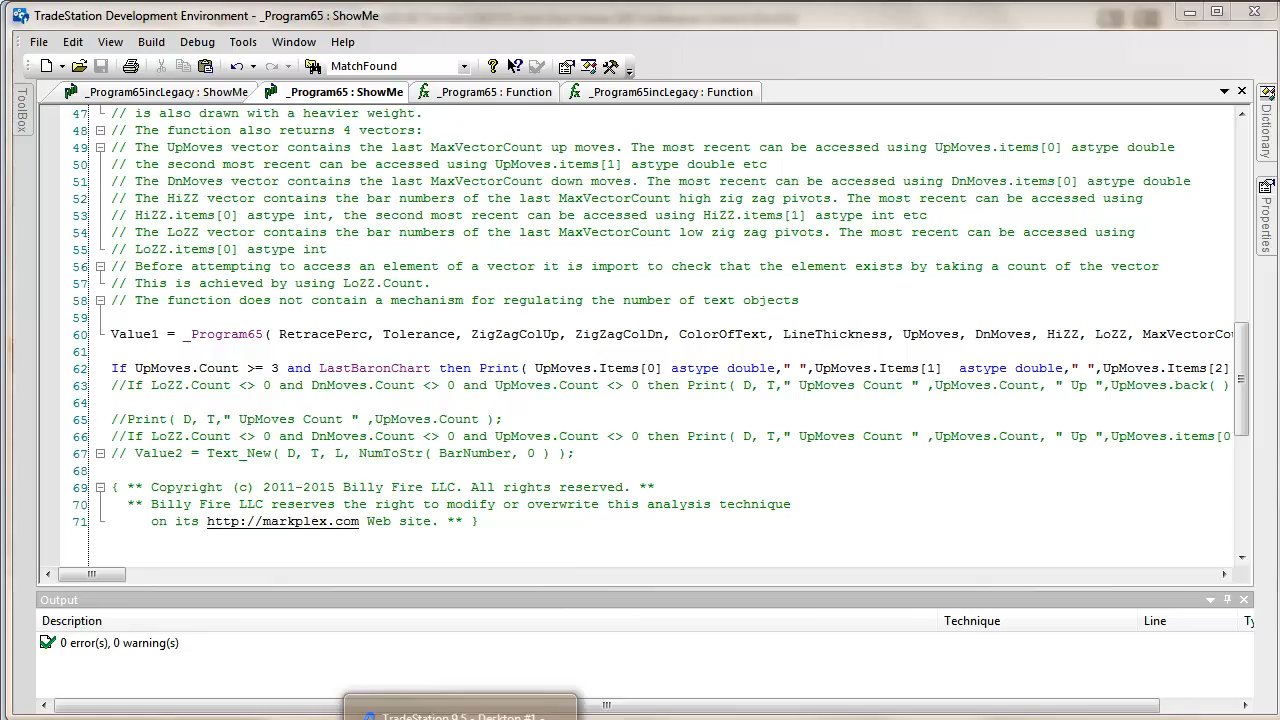 TradeStation Development Environment - _Program65 : ShowMe
File Edit View Build Debug Tools Window Help
MatchFound
_Program65incLegacy : ShowMe _Program65 : ShowMe _Program65 : Function _Program65incLegacy : Function
ToolBox
Dictionary
Properties
47 // is also drawn with a heavier weight.
48 // The function also returns 4 vectors:
49 // The UpMoves vector contains the last MaxVectorCount up moves. The most recent can be accessed using UpMoves.items[0] astype double
50 // the second most recent can be accessed using UpMoves.items[1] astype double etc
51 // The DnMoves vector contains the last MaxVectorCount down moves. The most recent can be accessed using DnMoves.items[0] astype double
52 // The HiZZ vector contains the bar numbers of the last MaxVectorCount high zig zag pivots. The most recent can be accessed using
53 // HiZZ.items[0] astype int, the second most recent can be accessed using HiZZ.items[1] astype int etc
54 // The LoZZ vector contains the bar numbers of the last MaxVectorCount low zig zag pivots. The most recent can be accessed using
55 // LoZZ.items[0] astype int
56 // Before attempting to access an element of a vector it is import to check that the element exists by taking a count of the vector
57 // This is achieved by using LoZZ.Count.
58 // The function does not contain a mechanism for regulating the number of text objects
59
60 Value1 = _Program65( RetracePerc, Tolerance, ZigZagColUp, ZigZagColDn, ColorOfText, LineThickness, UpMoves, DnMoves, HiZZ, LoZZ, MaxVectorCou
61
62 If UpMoves.Count >= 3 and LastBaronChart then Print( UpMoves.Items[0] astype double," ",UpMoves.Items[1]  astype double," ",UpMoves.Items[2]
63 //If LoZZ.Count <> 0 and DnMoves.Count <> 0 and UpMoves.Count <> 0 then Print( D, T," UpMoves Count " ,UpMoves.Count, " Up ",UpMoves.back( )
64
65 //Print( D, T," UpMoves Count " ,UpMoves.Count );
66 //If LoZZ.Count <> 0 and DnMoves.Count <> 0 and UpMoves.Count <> 0 then Print( D, T," UpMoves Count " ,UpMoves.Count, " Up ",UpMoves.items[0
67 // Value2 = Text_New( D, T, L, NumToStr( BarNumber, 0 ) );
68
69 { ** Copyright (c) 2011-2015 Billy Fire LLC. All rights reserved. **
70 ** Billy Fire LLC reserves the right to modify or overwrite this analysis technique
71 on its http://markplex.com Web site. ** }
Output
Description Technique Line Ty
0 error(s), 0 warning(s)
TradeStation 9.5 - Desktop #1 -